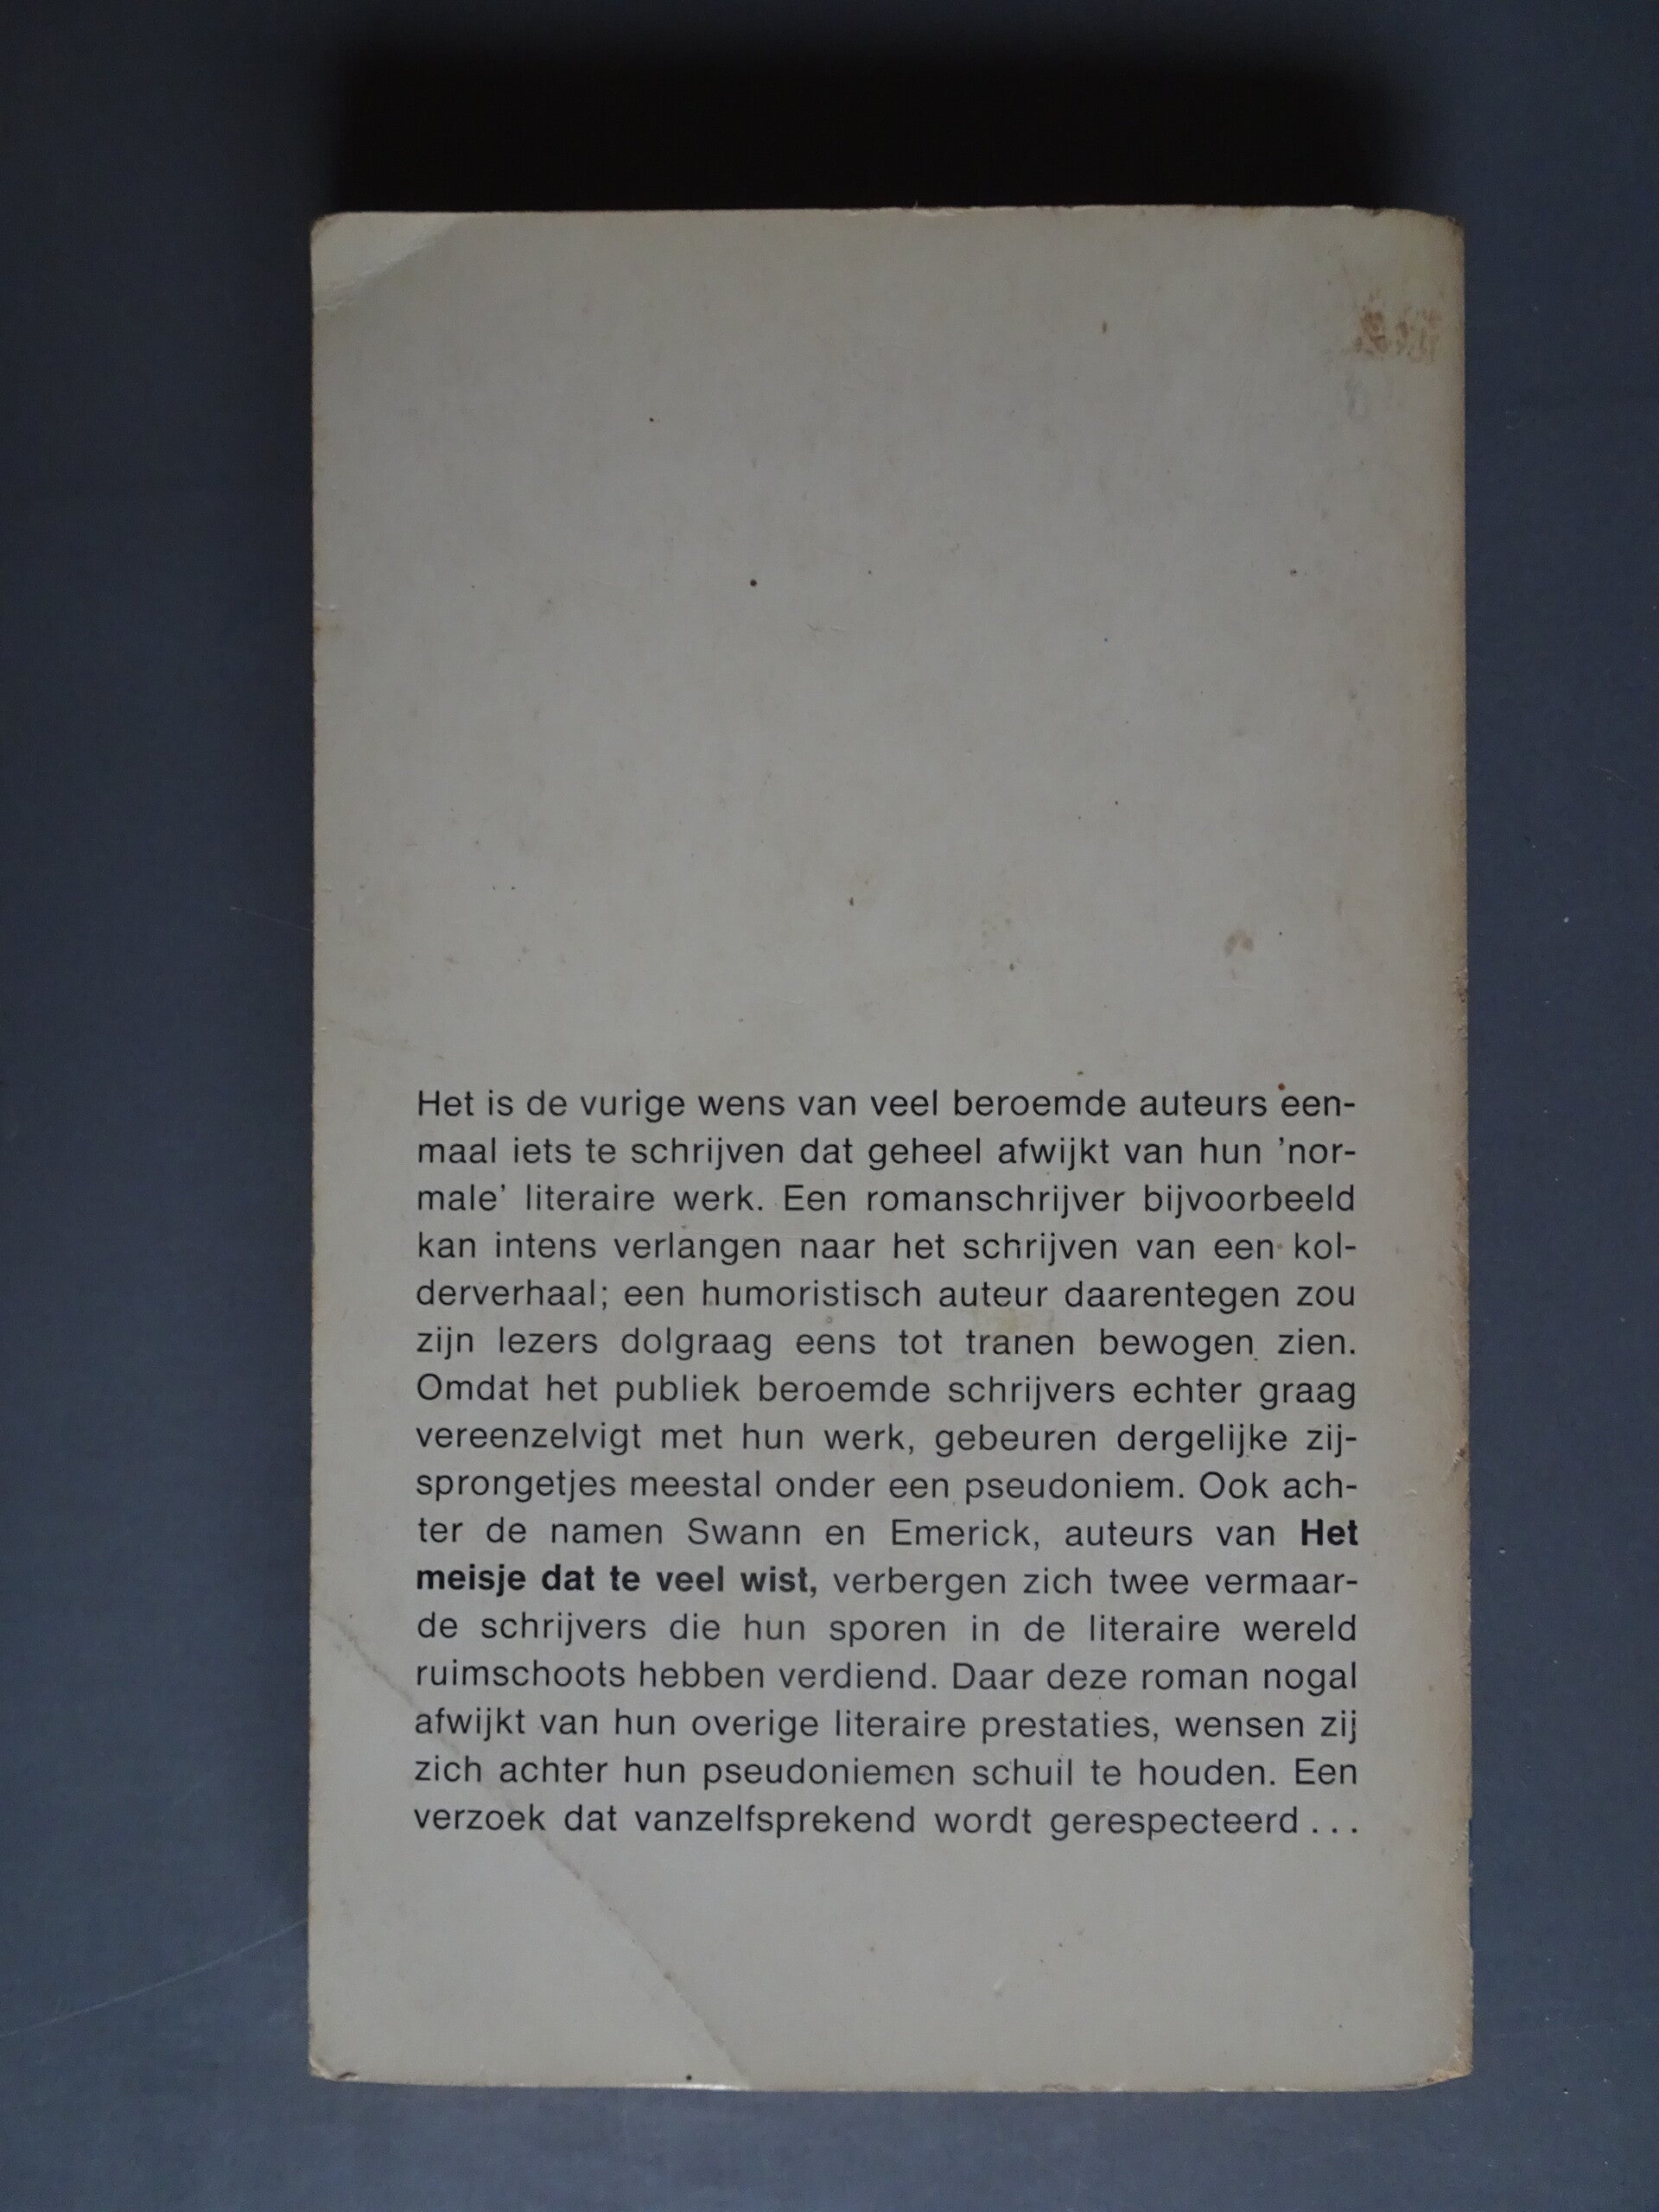 Het is de vurige wens van veel beroemde auteurs een-
maal iets te schrijven dat geheel afwijkt van hun ’nor-
male’ literaire werk. Een romanschrijver bijvoorbeeld
kan intens verlangen naar het schrijven van een kol-
derverhaal; een humoristisch auteur daarentegen zou
zijn lezers dolgraag eens tot tranen bewogen zien.
Omdat het publiek beroemde schrijvers echter graag
vereenzelvigt met hun werk, gebeuren dergelijke zij-
sprongetjes meestal onder een pseudoniem. Ook ach-
ter de namen Swann en Emerick, auteurs van Het
meisje dat te veel wist, verbergen zich twee vermaar-
de schrijvers die hun sporen in de literaire wereld
ruimschoots hebben verdiend. Daar deze roman nogal
afwijkt van hun overige literaire prestaties, wensen zij
zich achter hun pseudoniemen schuil te houden. Een
verzoek dat vanzelfsprekend wordt gerespecteerd ...